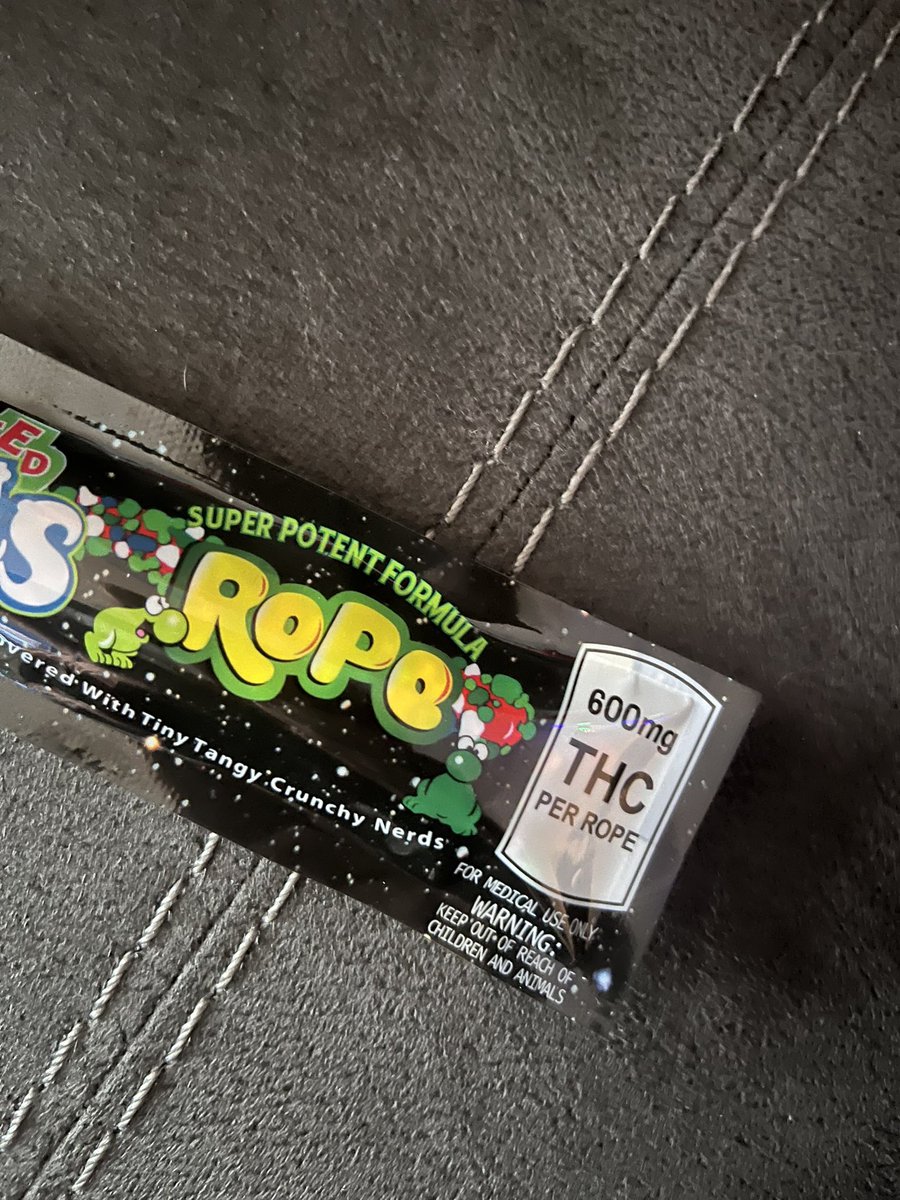 ED
S
SUPER POTENT FORMULA
ROPE
overed With Tiny Tangy Crunchy Nerds
600mg
THC
PER ROPE
FOR MEDICAL USE ONLY
WARNING:
KEEP OUT OF REACH OF
CHILDREN AND ANIMALS